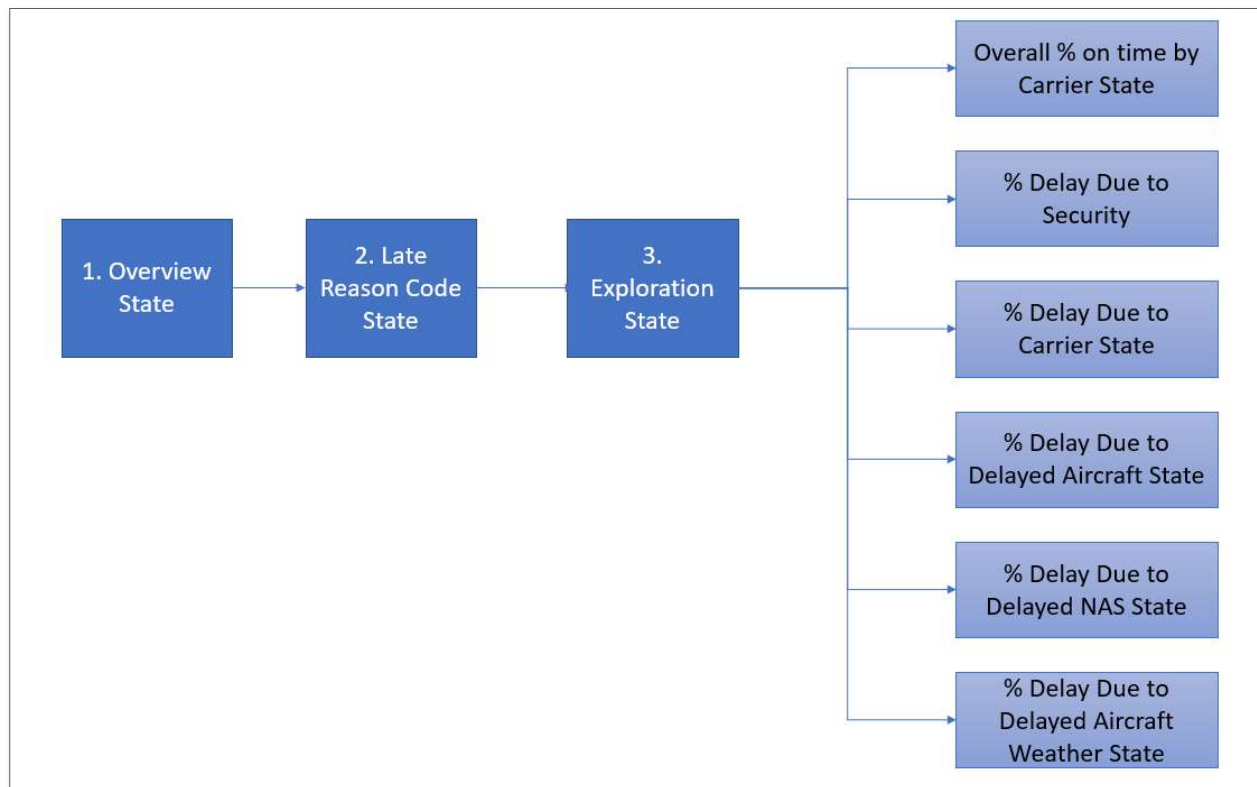 1. Overview
State
2. Late
Reason Code
State
3.
Exploration
State
Overall % on time by
Carrier State
% Delay Due to
Security
% Delay Due to
Carrier State
% Delay Due to
Delayed Aircraft State
% Delay Due to
Delayed NAS State
% Delay Due to
Delayed Aircraft
Weather State